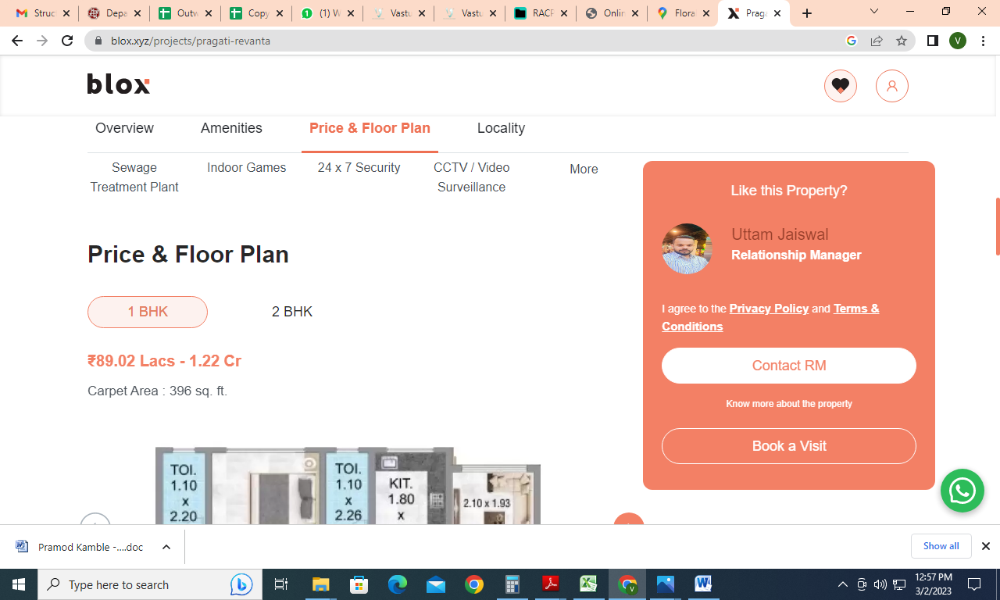 Struc
Depa
Outw
Copy
(1) W
Vastu
Vastu
RACP
Onlin
Flora
Praga
blox.xyz/projects/pragati-revanta
V
blox
Overview
Amenities
Price & Floor Plan
Locality
Sewage
Treatment Plant
Indoor Games
24 x 7 Security
CCTV / Video
Surveillance
More
Price & Floor Plan
1 BHK
2 BHK
₹89.02 Lacs - 1.22 Cr
Carpet Area : 396 sq. ft.
TOI.
1.10
x
2.20
TOI.
1.10
x
2.26
KIT.
1.80
x
2.10 x 1.93
Like this Property?
Uttam Jaiswal
Relationship Manager
I agree to the Privacy Policy and Terms &
Conditions
Contact RM
Know more about the property
Book a Visit
Pramod Kamble -....doc
Show all
Type here to search
12:57 PM
3/2/2023